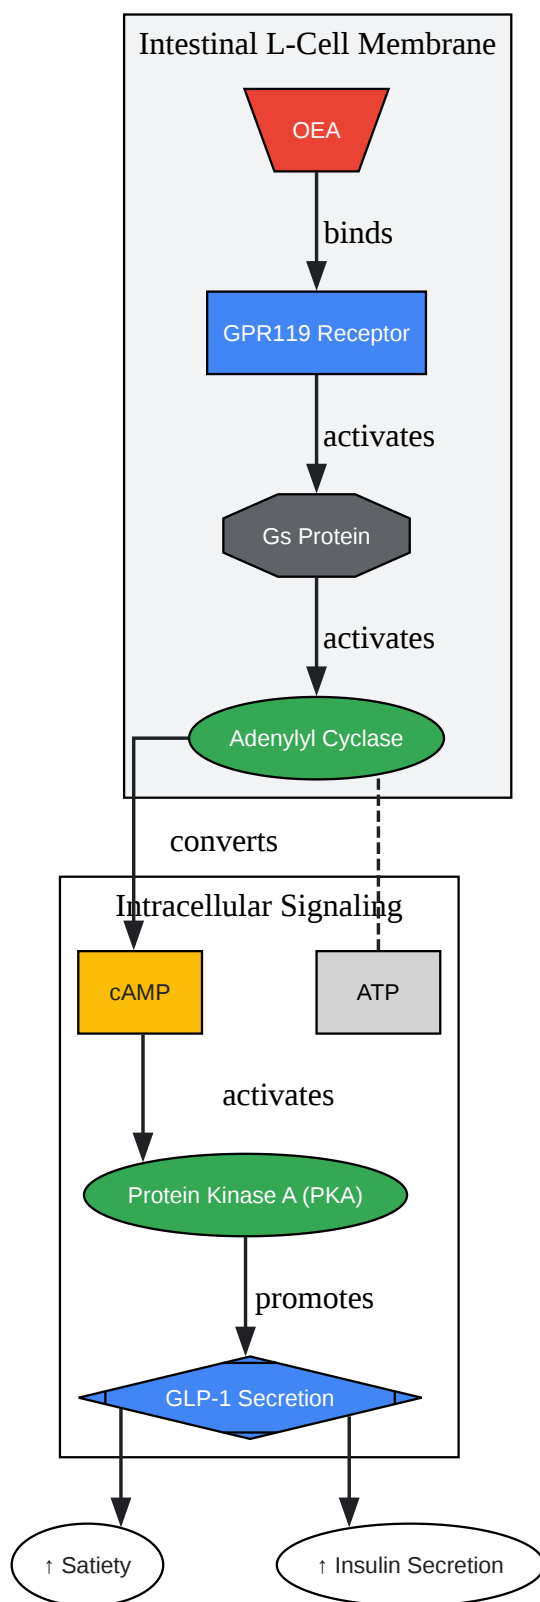 Intestinal L-Cell Membrane
OEA
binds
GPR119 Receptor
activates
Gs Protein
activates
Adenylyl Cyclase
converts
Intracellular Signaling
cAMP
ATP
activates
Protein Kinase A (PKA)
promotes
GLP-1 Secretion
↑ Satiety
↑ Insulin Secretion